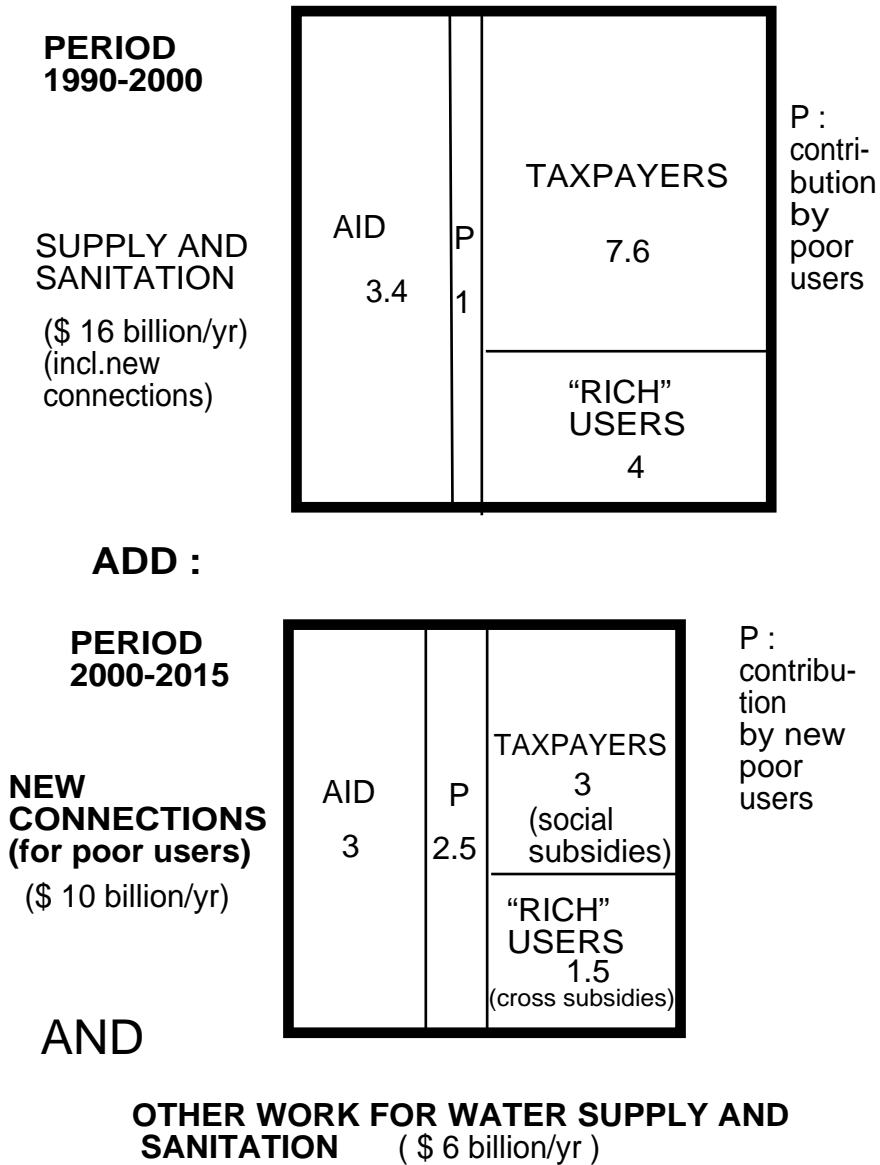 PERIOD
1990-2000
SUPPLY AND
SANITATION
($ 16 billion/yr)
(incl.new
connections)
AID
3.4
P
1
TAXPAYERS
7.6
“RICH”
USERS
4
P :
contri-
bution
by
poor
users
ADD :
PERIOD
2000-2015
NEW
CONNECTIONS
(for poor users)
($ 10 billion/yr)
AID
3
P
2.5
TAXPAYERS
3
(social
subsidies)
“RICH”
USERS
1.5
(cross subsidies)
P :
contribu-
tion
by new
poor
users
AND
OTHER WORK FOR WATER SUPPLY AND
SANITATION ( $ 6 billion/yr )